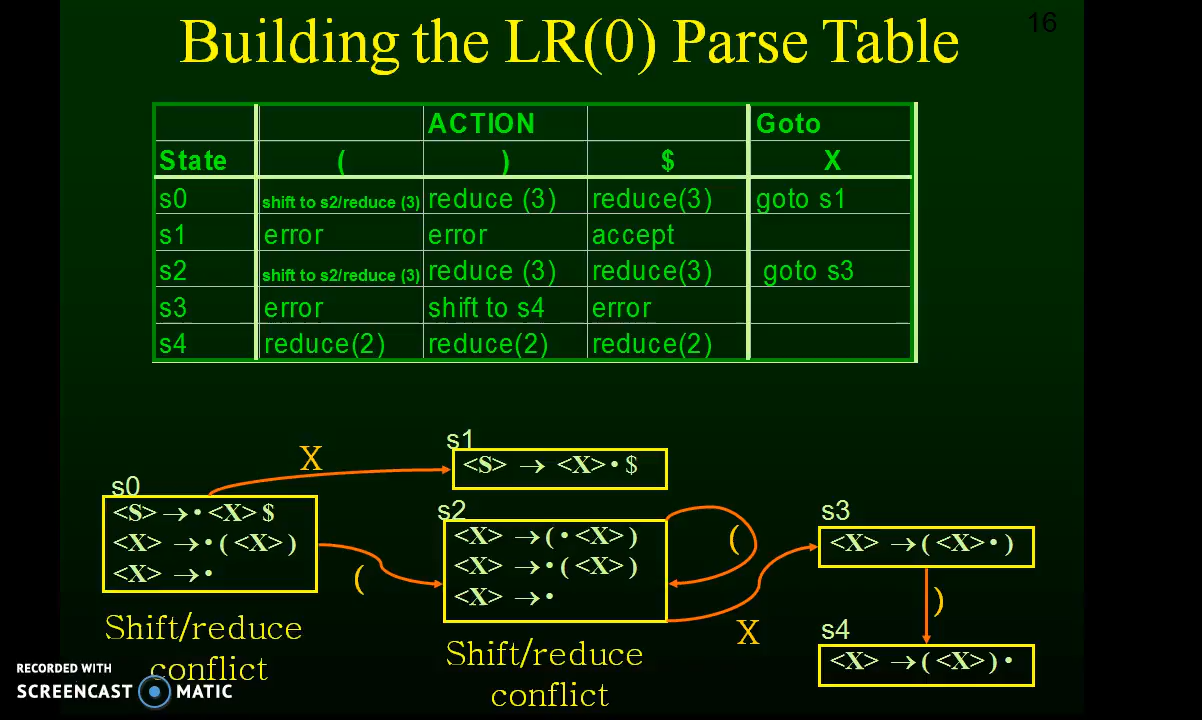 16
Building the LR(0) Parse Table
ACTION Goto
State ( ) $ X
s0 shift to s2/reduce (3) reduce (3) reduce(3) goto s1
s1 error error accept
s2 shift to s2/reduce (3) reduce (3) reduce(3) goto s3
s3 error shift to s4 error
s4 reduce(2) reduce(2) reduce(2)
X
s1
<S> → <X> • $
s0
<S> → • <X> $
<X> → • ( <X> )
<X> → •
(
Shift/reduce
conflict
s2
<X> → ( • <X> )
<X> → • ( <X> )
<X> → •
(
X
Shift/reduce
conflict
s3
<X> → ( <X> • )
)
s4
<X> → ( <X> ) •
RECORDED WITH
SCREENCAST MATIC